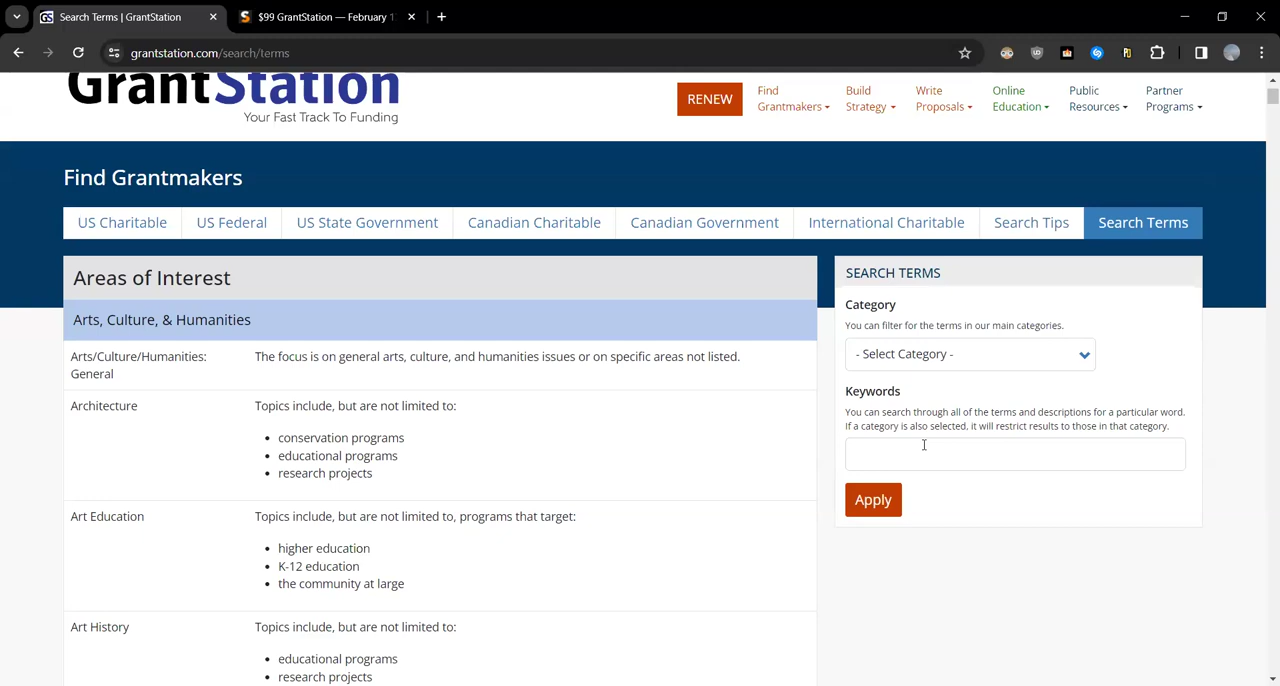 Search Terms | GrantStation
$99 GrantStation — February 1
grantstation.com/search/terms
GrantStation
Your Fast Track To Funding
RENEW
Find Grantmakers
Build Strategy
Write Proposals
Online Education
Public Resources
Partner Programs
Find Grantmakers
US Charitable
US Federal
US State Government
Canadian Charitable
Canadian Government
International Charitable
Search Tips
Search Terms
Areas of Interest
Arts, Culture, & Humanities
Arts/Culture/Humanities:
General
The focus is on general arts, culture, and humanities issues or on specific areas not listed.
Architecture
Topics include, but are not limited to:
• conservation programs
• educational programs
• research projects
Art Education
Topics include, but are not limited to, programs that target:
• higher education
• K-12 education
• the community at large
Art History
Topics include, but are not limited to:
• educational programs
• research projects
SEARCH TERMS
Category
You can filter for the terms in our main categories.
- Select Category -
Keywords
You can search through all of the terms and descriptions for a particular word.
If a category is also selected, it will restrict results to those in that category.
Apply